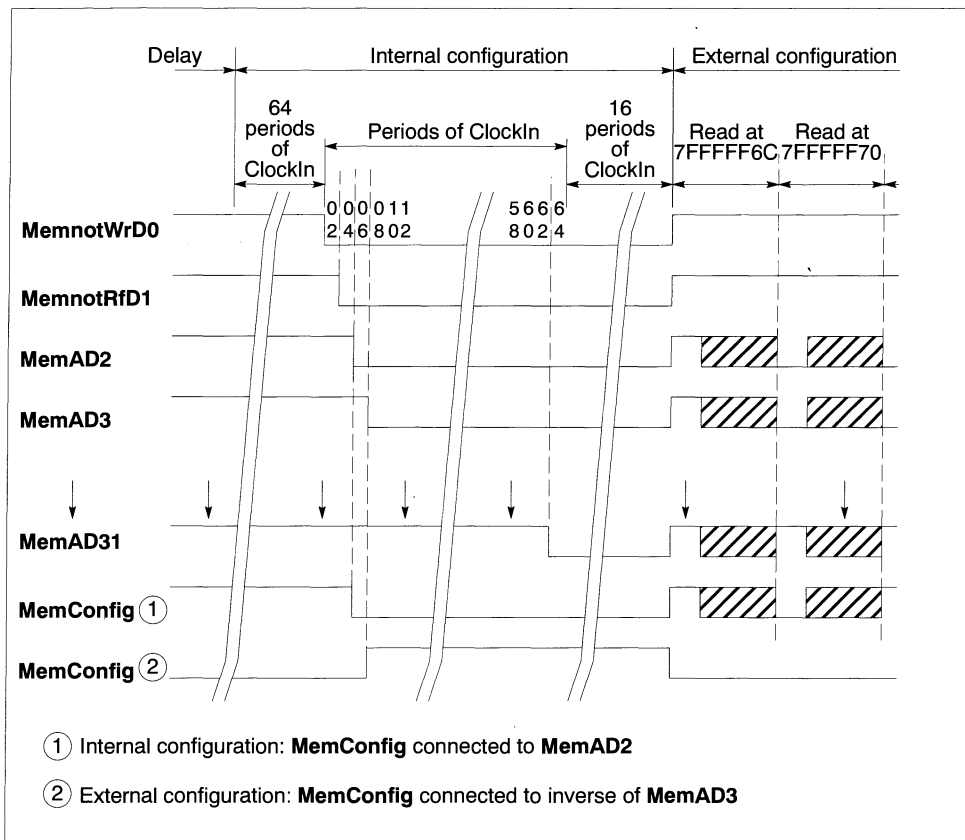 Delay Internal configuration External configuration
64 periods of ClockIn
Periods of ClockIn
16 periods of ClockIn
Read at 7FFFFF6C
Read at 7FFFFF70
0 0 0 0 1 1 5 6 6 6
2 4 6 8 0 2 8 0 2 4
MemnotWrD0
MemnotRfD1
MemAD2
MemAD3
MemAD31
MemConfig 1
MemConfig 2
1 Internal configuration: MemConfig connected to MemAD2
2 External configuration: MemConfig connected to inverse of MemAD3